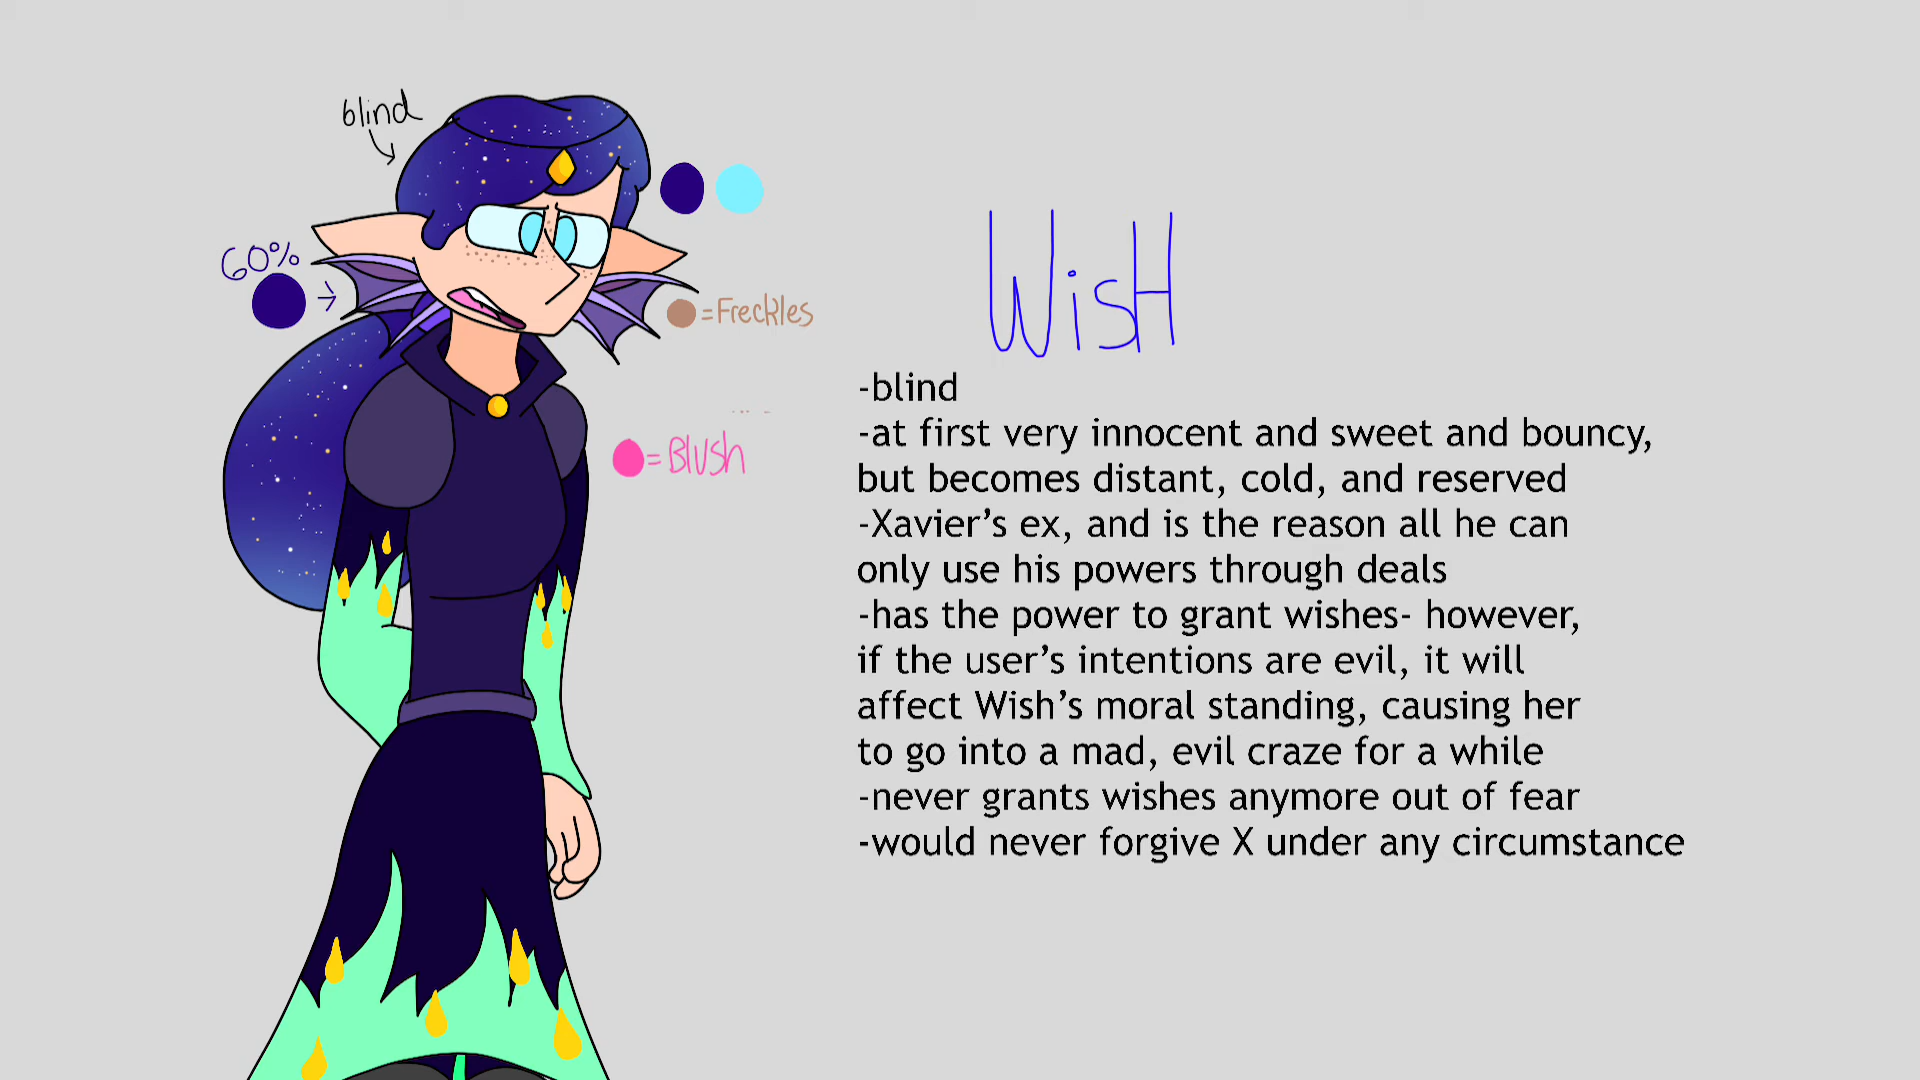 blind
60%
=Freckles
=Blush
WisH
-blind
-at first very innocent and sweet and bouncy,
but becomes distant, cold, and reserved
-Xavier’s ex, and is the reason all he can
only use his powers through deals
-has the power to grant wishes- however,
if the user’s intentions are evil, it will
affect Wish’s moral standing, causing her
to go into a mad, evil craze for a while
-never grants wishes anymore out of fear
-would never forgive X under any circumstance